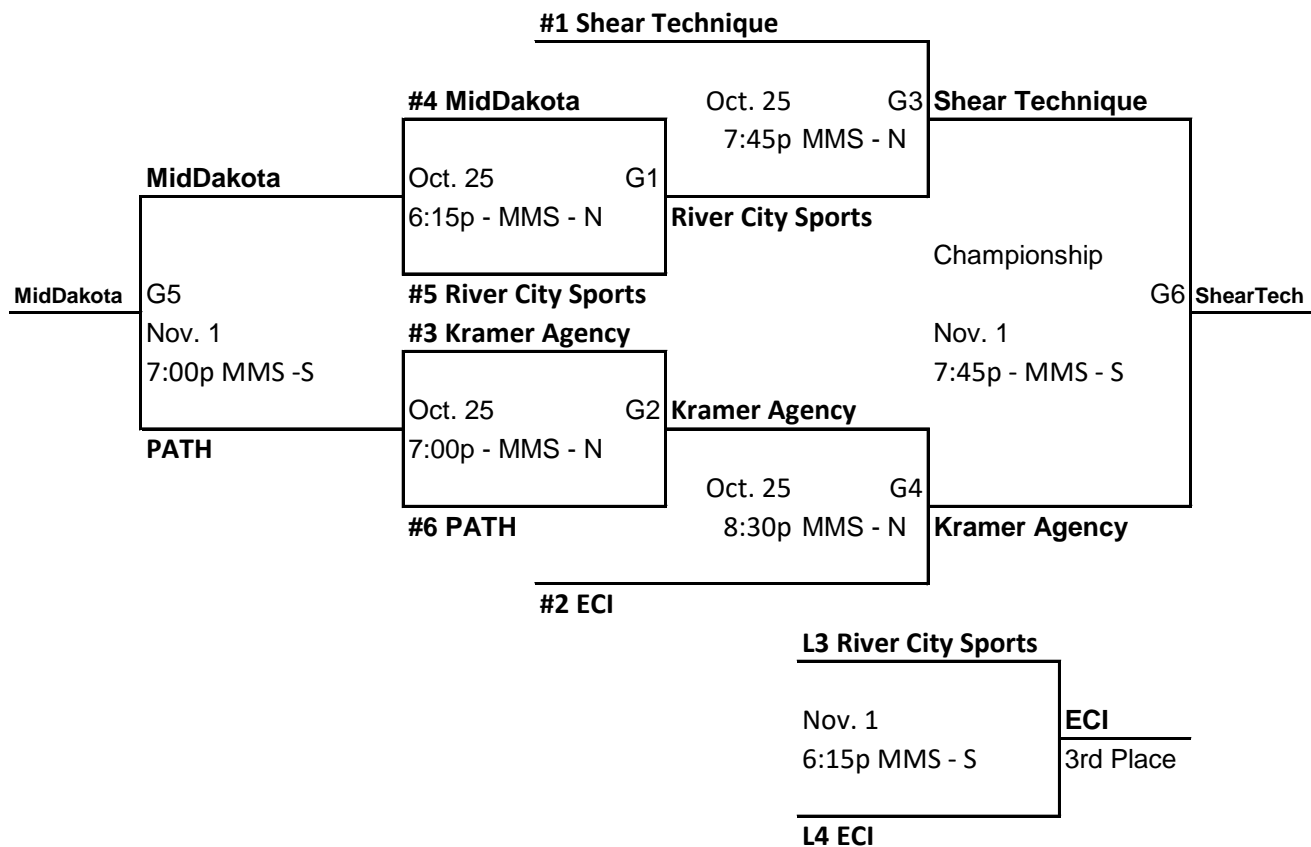 #1 Shear Technique
#4 MidDakota
Oct. 25 G3 Shear Technique
7:45p MMS - N
MidDakota
Oct. 25 G1
6:15p - MMS - N
River City Sports
Championship
MidDakota
G5
#5 River City Sports
G6 ShearTech
#3 Kramer Agency
Nov. 1
7:00p MMS -S
Nov. 1
7:45p - MMS - S
Oct. 25 G2 Kramer Agency
7:00p - MMS - N
PATH
Oct. 25 G4
8:30p MMS - N
#6 PATH
Kramer Agency
#2 ECI
L3 River City Sports
Nov. 1
6:15p MMS - S
ECI
3rd Place
L4 ECI